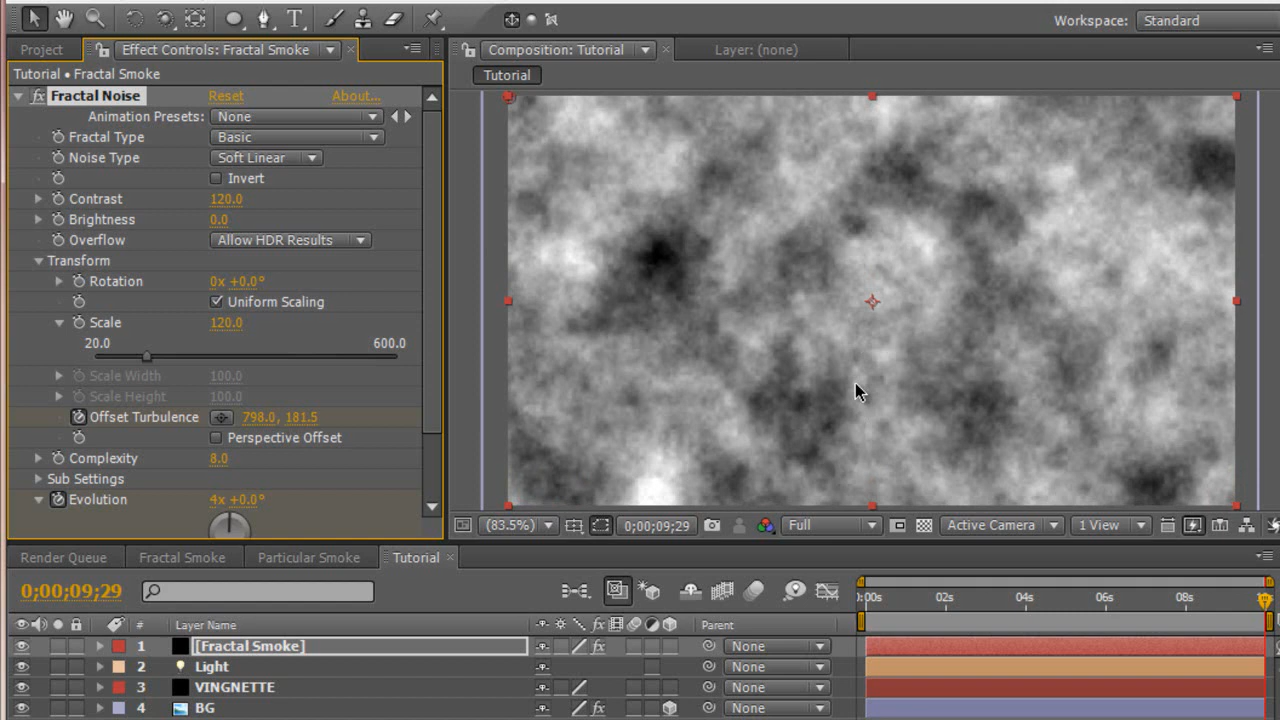 Workspace: Standard
Project
Effect Controls: Fractal Smoke
Composition: Tutorial
Layer: (none)
Tutorial • Fractal Smoke
Tutorial
fx Fractal Noise Reset About...
Animation Presets: None
Fractal Type Basic
Noise Type Soft Linear
Invert
Contrast 120.0
Brightness 0.0
Overflow Allow HDR Results
Transform
Rotation 0x +0.0°
Uniform Scaling
Scale 120.0
20.0 600.0
Scale Width 100.0
Scale Height 100.0
Offset Turbulence 798.0, 181.5
Perspective Offset
Complexity 8.0
Sub Settings
Evolution 4x +0.0°
(83.5%) 0;00;09;29 Full Active Camera 1 View
Render Queue Fractal Smoke Particular Smoke Tutorial
0;00;09;29
:00s 02s 04s 06s 08s
# Layer Name fx Parent
1 [Fractal Smoke] fx None
2 Light None
3 VINGNETTE None
4 BG fx None